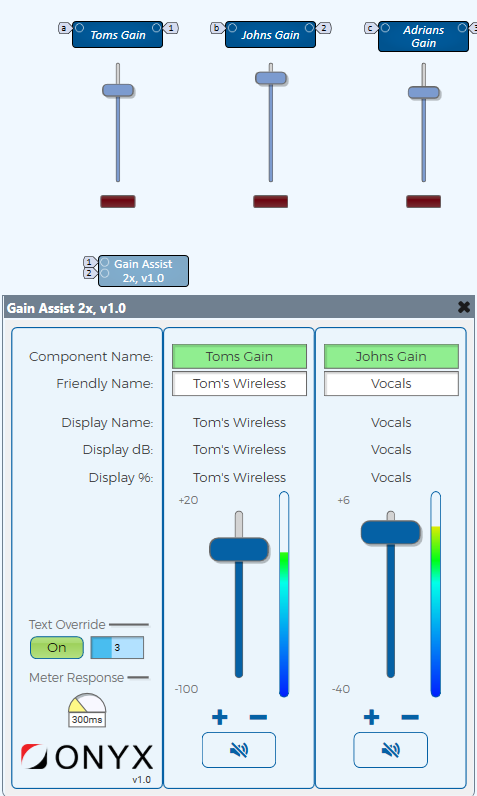 a Toms Gain 1 b Johns Gain 2 c Adrians Gain 3
1 Gain Assist
2 2x, v1.0
Gain Assist 2x, v1.0
Component Name: Toms Gain Johns Gain
Friendly Name: Tom's Wireless Vocals
Display Name: Tom's Wireless Vocals
Display dB: Tom's Wireless Vocals
Display %: Tom's Wireless Vocals
+20 +6
Text Override
On 3
Meter Response
-100 -40
300ms
ONYX
v1.0